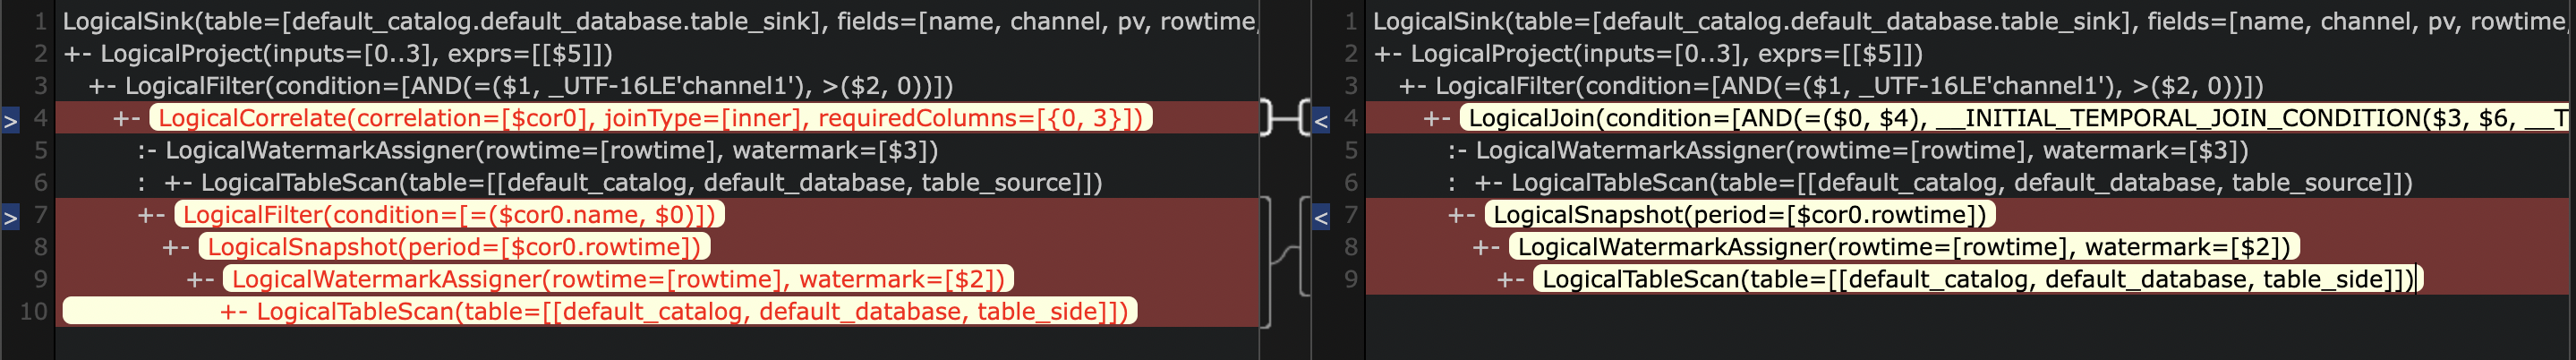 1 LogicalSink(table=[default_catalog.default_database.table_sink], fields=[name, channel, pv, rowtime,
2 +- LogicalProject(inputs=[0..3], exprs=[[$5]])
3 +- LogicalFilter(condition=[AND(=($1, _UTF-16LE'channel1'), >($2, 0))])
> 4 +- LogicalCorrelate(correlation=[$cor0], joinType=[inner], requiredColumns=[{0, 3}])
5 :- LogicalWatermarkAssigner(rowtime=[rowtime], watermark=[$3])
6 : +- LogicalTableScan(table=[[default_catalog, default_database, table_source]])
> 7 +- LogicalFilter(condition=[=($cor0.name, $0)])
8 +- LogicalSnapshot(period=[$cor0.rowtime])
9 +- LogicalWatermarkAssigner(rowtime=[rowtime], watermark=[$2])
10 +- LogicalTableScan(table=[[default_catalog, default_database, table_side]])
1 LogicalSink(table=[default_catalog.default_database.table_sink], fields=[name, channel, pv, rowtime,
2 +- LogicalProject(inputs=[0..3], exprs=[[$5]])
3 +- LogicalFilter(condition=[AND(=($1, _UTF-16LE'channel1'), >($2, 0))])
< 4 +- LogicalJoin(condition=[AND(=($0, $4), __INITIAL_TEMPORAL_JOIN_CONDITION($3, $6, __T
5 :- LogicalWatermarkAssigner(rowtime=[rowtime], watermark=[$3])
6 : +- LogicalTableScan(table=[[default_catalog, default_database, table_source]])
< 7 +- LogicalSnapshot(period=[$cor0.rowtime])
8 +- LogicalWatermarkAssigner(rowtime=[rowtime], watermark=[$2])
9 +- LogicalTableScan(table=[[default_catalog, default_database, table_side]])